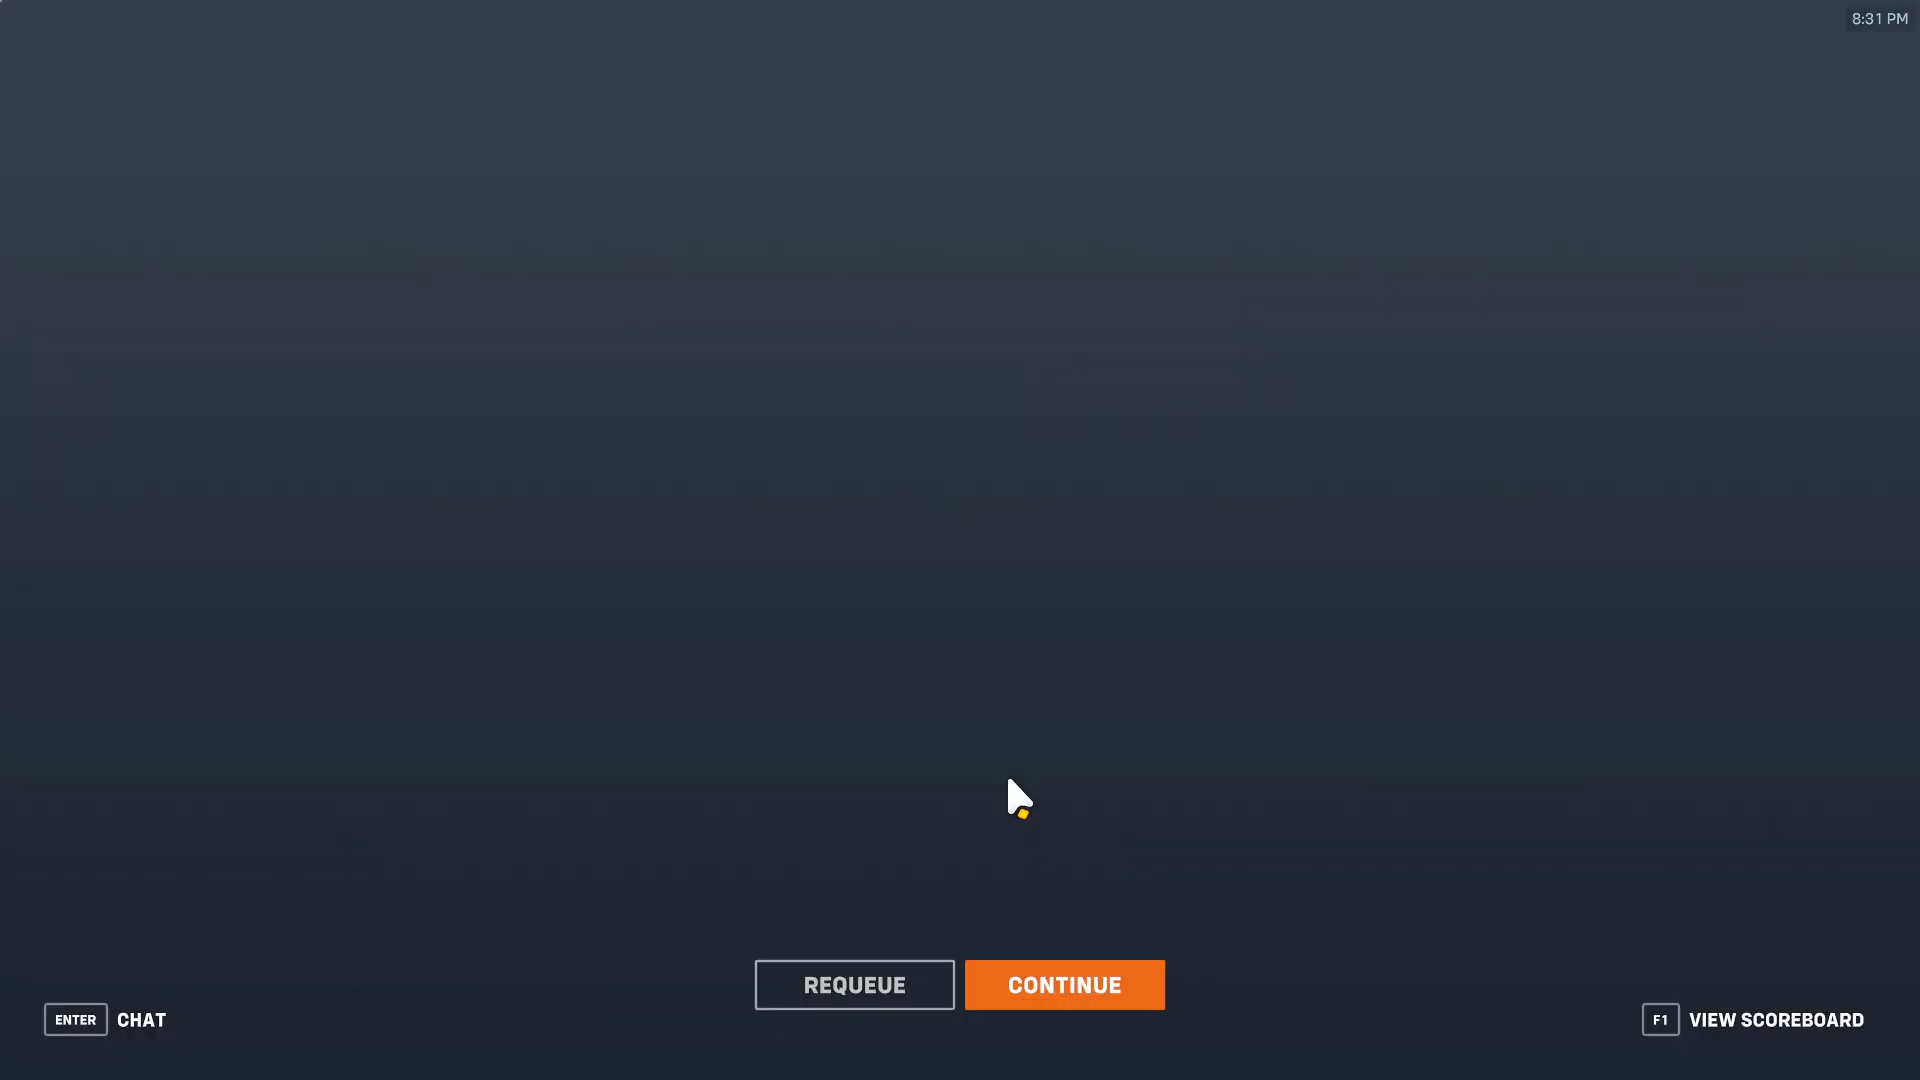 8:31 PM
REQUEUE
CONTINUE
ENTER CHAT
F1 VIEW SCOREBOARD